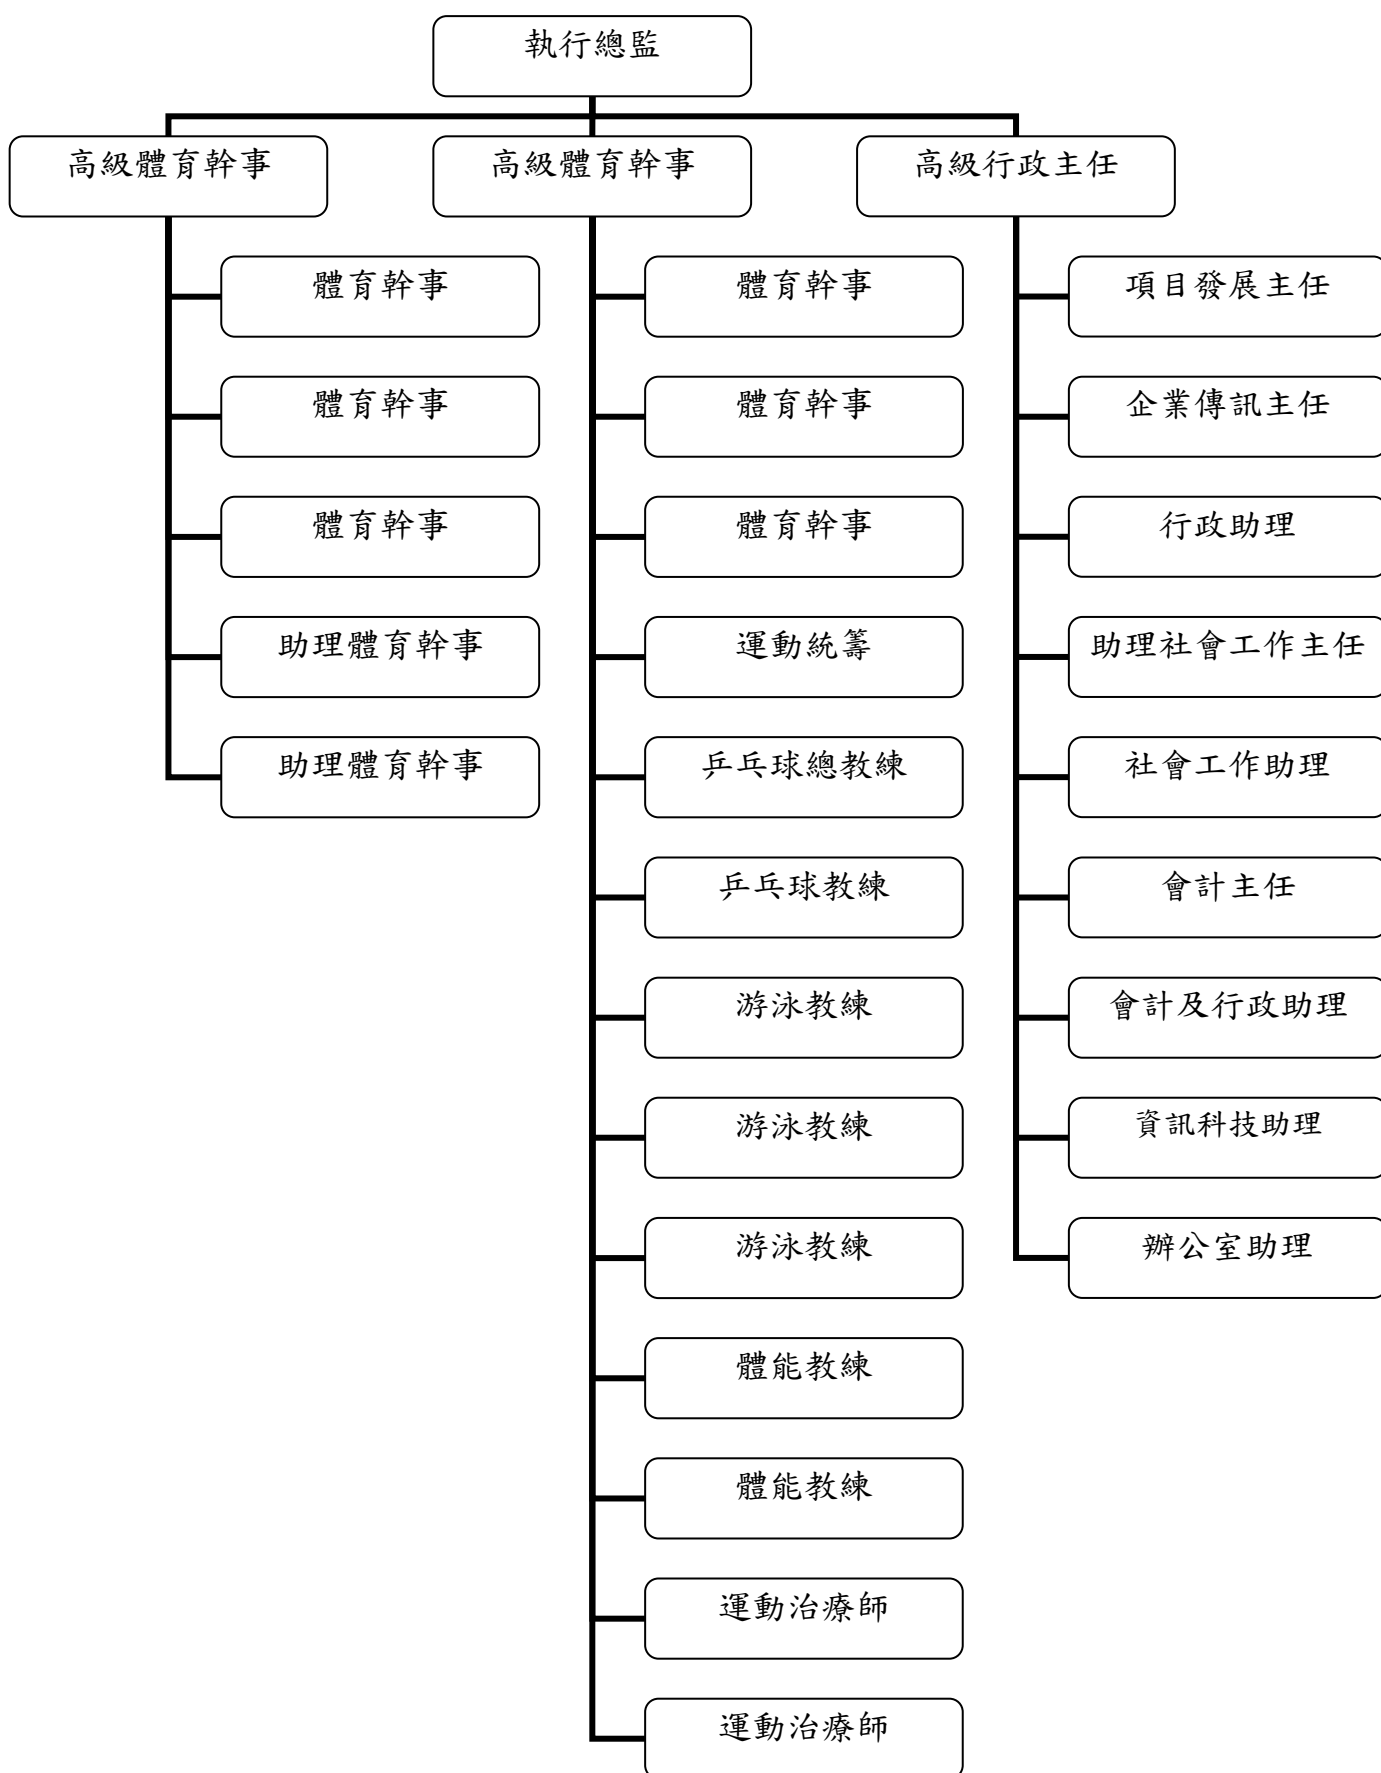 執行總監
高級體育幹事
高級體育幹事
高級行政主任
體育幹事
體育幹事
體育幹事
助理體育幹事
助理體育幹事
體育幹事
體育幹事
體育幹事
運動統籌
乒乓球總教練
乒乓球教練
游泳教練
游泳教練
游泳教練
體能教練
體能教練
運動治療師
運動治療師
項目發展主任
企業傳訊主任
行政助理
助理社會工作主任
社會工作助理
會計主任
會計及行政助理
資訊科技助理
辦公室助理